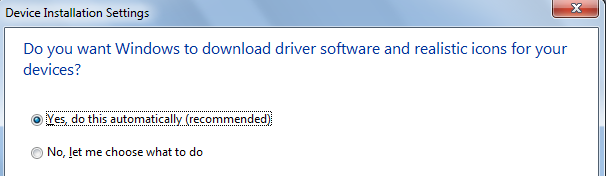 Device Installation Settings
Do you want Windows to download driver software and realistic icons for your
devices?
Yes, do this automatically (recommended)
No, let me choose what to do